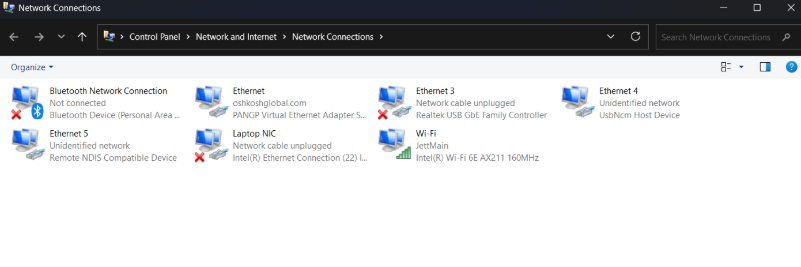 Network Connections
Control Panel > Network and Internet > Network Connections >
Search Network Connections
Organize
Bluetooth Network Connection
Not connected
Bluetooth Device (Personal Area ...
Ethernet
oshkoshglobal.com
PANGP Virtual Ethernet Adapter S...
Ethernet 3
Network cable unplugged
Realtek USB GbE Family Controller
Ethernet 4
Unidentified network
UsbNcm Host Device
Ethernet 5
Unidentified network
Remote NDIS Compatible Device
Laptop NIC
Network cable unplugged
Intel(R) Ethernet Connection (22) I...
Wi-Fi
JettMain
Intel(R) Wi-Fi 6E AX211 160MHz